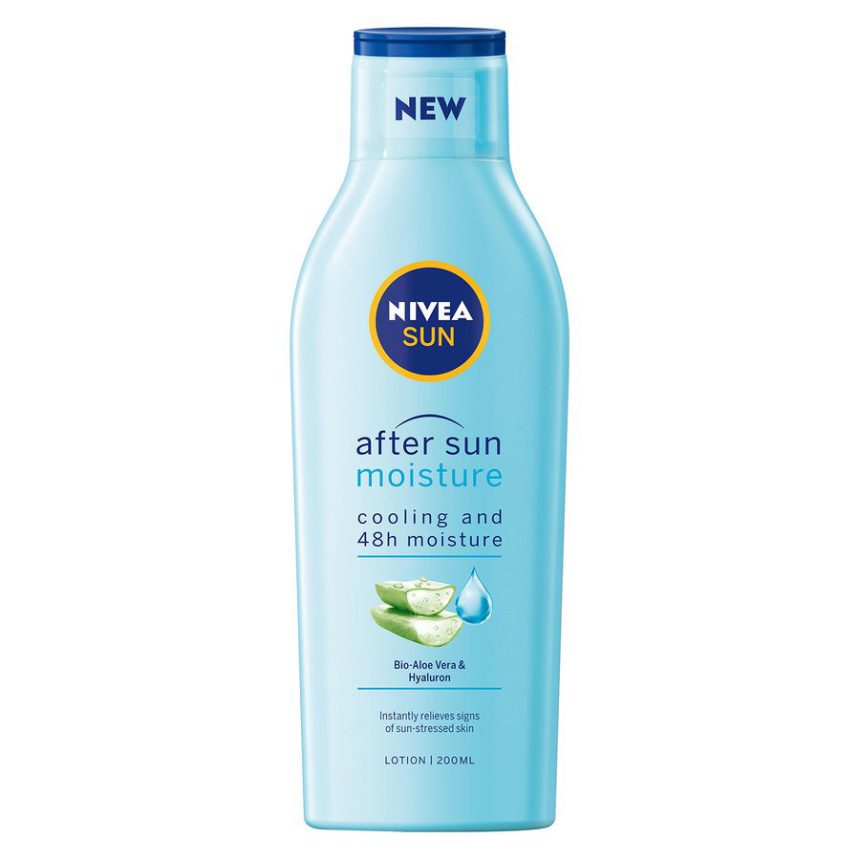 NEW
NIVEA
SUN
after sun
moisture
cooling and
48h moisture
Bio-Aloe Vera &
Hyaluron
Instantly relieves signs
of sun-stressed skin
LOTION | 200ML